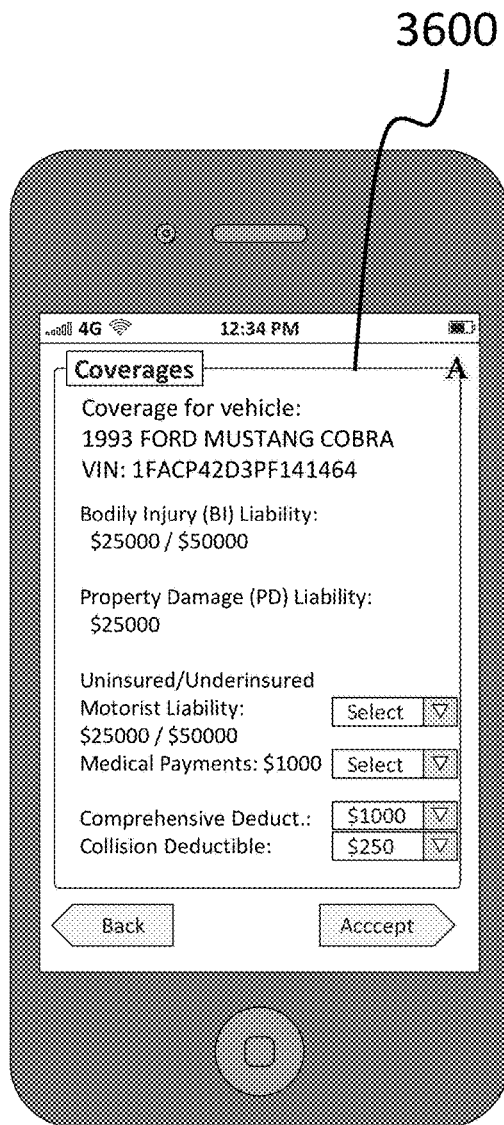 3600
4G 12:34 PM
Coverages A
Coverage for vehicle:
1993 FORD MUSTANG COBRA
VIN: 1FACP42D3PF141464
Bodily Injury (BI) Liability:
$25000 / $50000
Property Damage (PD) Liability:
$25000
Uninsured/Underinsured
Motorist Liability: Select
$25000 / $50000
Medical Payments: $1000 Select
Comprehensive Deduct.: $1000
Collision Deductible: $250
Back Acccept